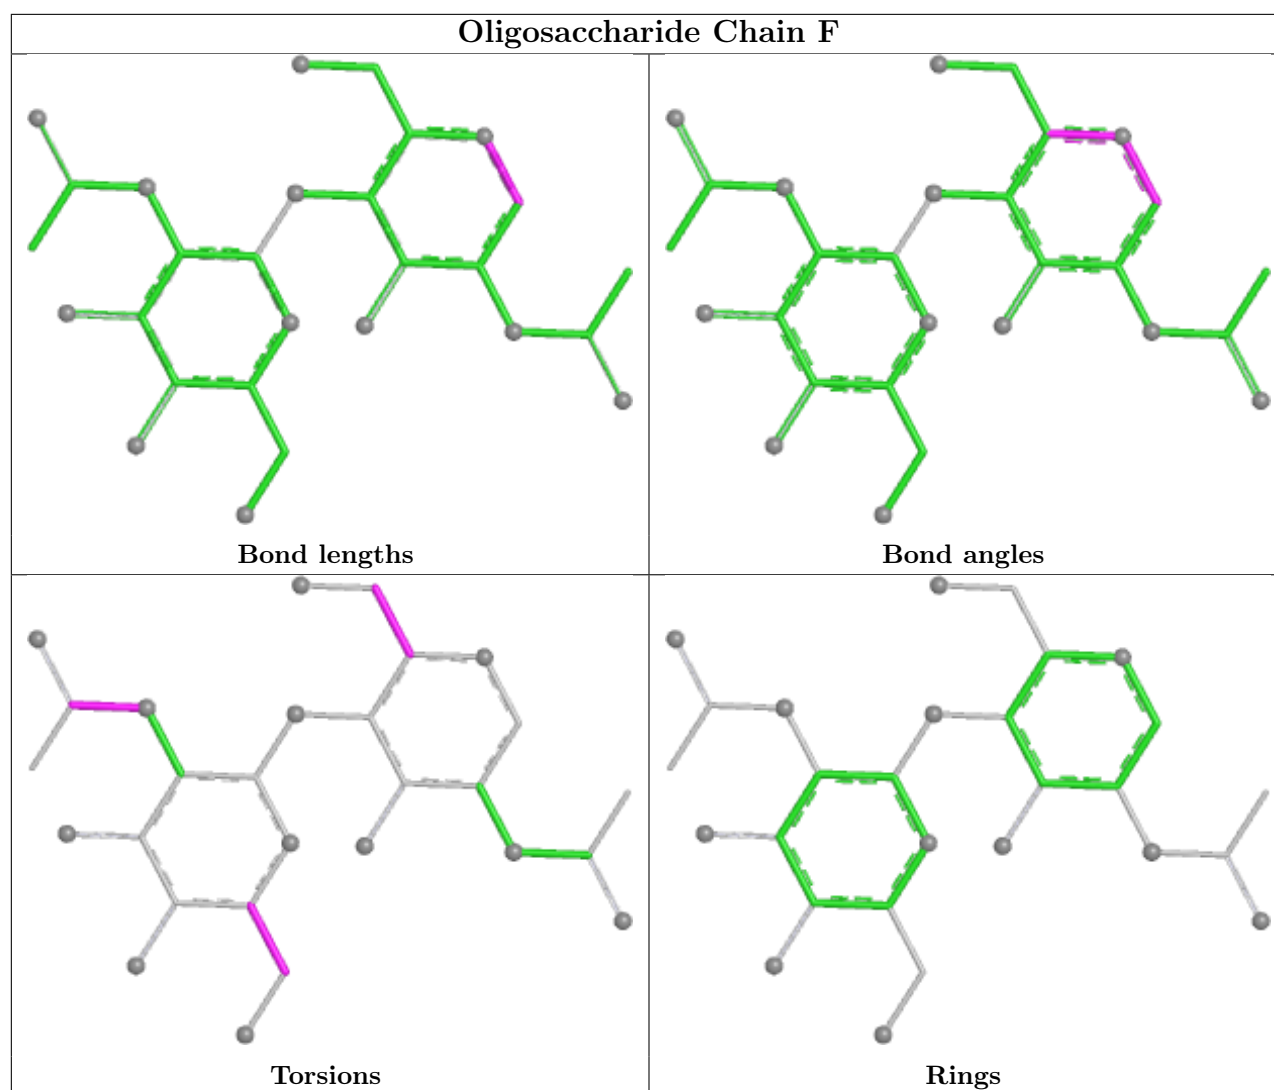 Oligosaccharide Chain F
Bond lengths
Bond angles
Torsions
Rings